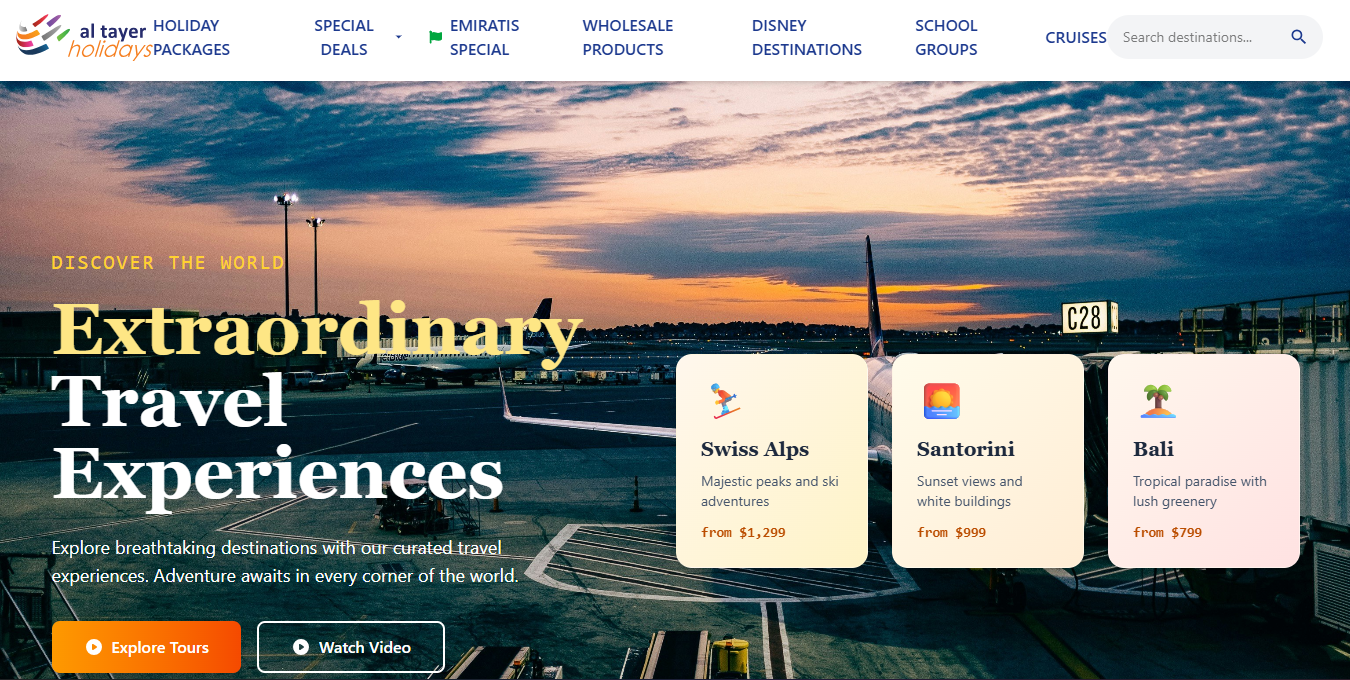 al tayer
holidays
HOLIDAY
PACKAGES
SPECIAL
DEALS
EMIRATIS
SPECIAL
WHOLESALE
PRODUCTS
DISNEY
DESTINATIONS
SCHOOL
GROUPS
CRUISES
Search destinations...
DISCOVER THE WORLD
Extraordinary
Travel
Experiences
Explore breathtaking destinations with our curated travel
experiences. Adventure awaits in every corner of the world.
Explore Tours
Watch Video
C28
Swiss Alps
Majestic peaks and ski
adventures
from $1,299
Santorini
Sunset views and
white buildings
from $999
Bali
Tropical paradise with
lush greenery
from $799